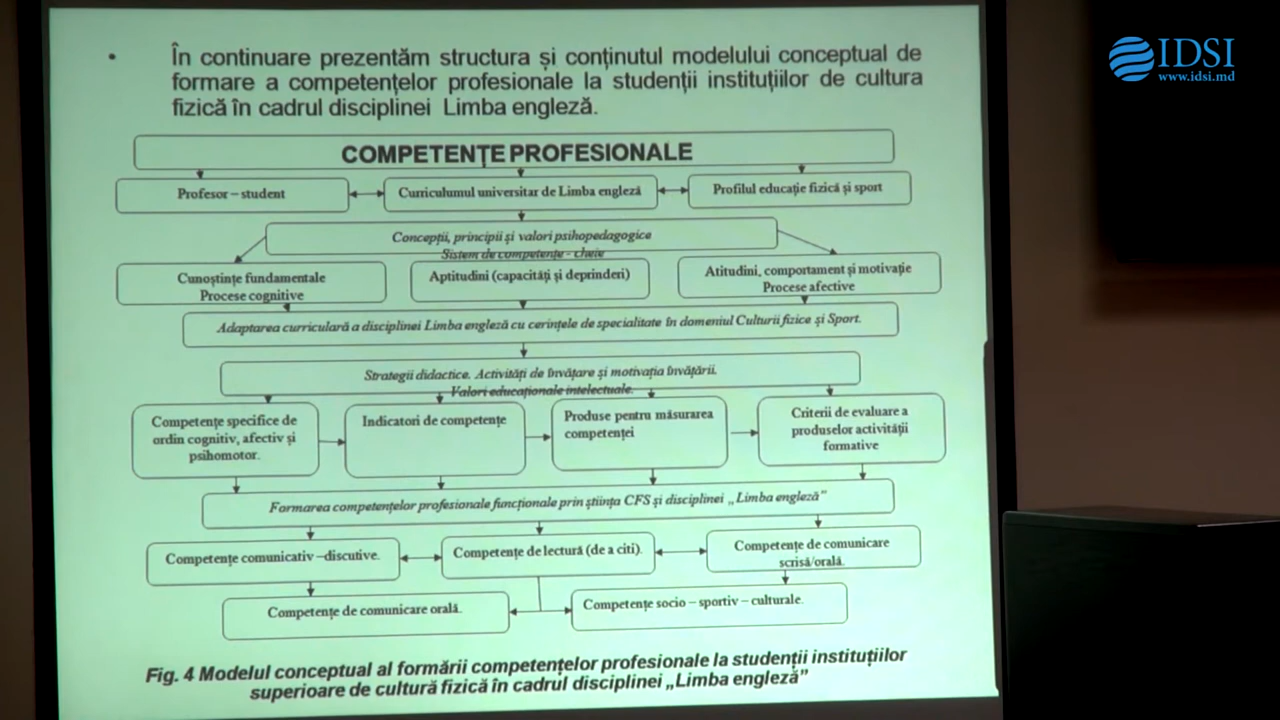 IDSI
www.idsi.md
• În continuare prezentăm structura și conținutul modelului conceptual de
formare a competențelor profesionale la studenții instituțiilor de cultura
fizică în cadrul disciplinei Limba engleză.
COMPETENȚE PROFESIONALE
Profesor – student
Curriculumul universitar de Limba engleză
Profilul educație fizică și sport
Concepții, principii și valori psihopedagogice
Sistem de competențe - cheie
Cunoștințe fundamentale
Procese cognitive
Aptitudini (capacități și deprinderi)
Atitudini, comportament și motivație
Procese afective
Adaptarea curriculară a disciplinei Limba engleză cu cerințele de specialitate în domeniul Culturii fizice și Sport.
Strategii didactice. Activități de învățare și motivația învățării.
Valori educaționale intelectuale.
Competențe specifice de
ordin cognitiv, afectiv și
psihomotor.
Indicatori de competențe
Produse pentru măsurarea
competenței
Criterii de evaluare a
produselor activității
formative
Formarea competențelor profesionale funcționale prin știința CFS și disciplinei „Limba engleză”
Competențe comunicativ –discutive.
Competențe de lectură (de a citi).
Competențe de comunicare
scrisă/orală.
Competențe de comunicare orală.
Competențe socio – sportiv – culturale.
Fig. 4 Modelul conceptual al formării competențelor profesionale la studenții instituțiilor
superioare de cultură fizică în cadrul disciplinei „Limba engleză”